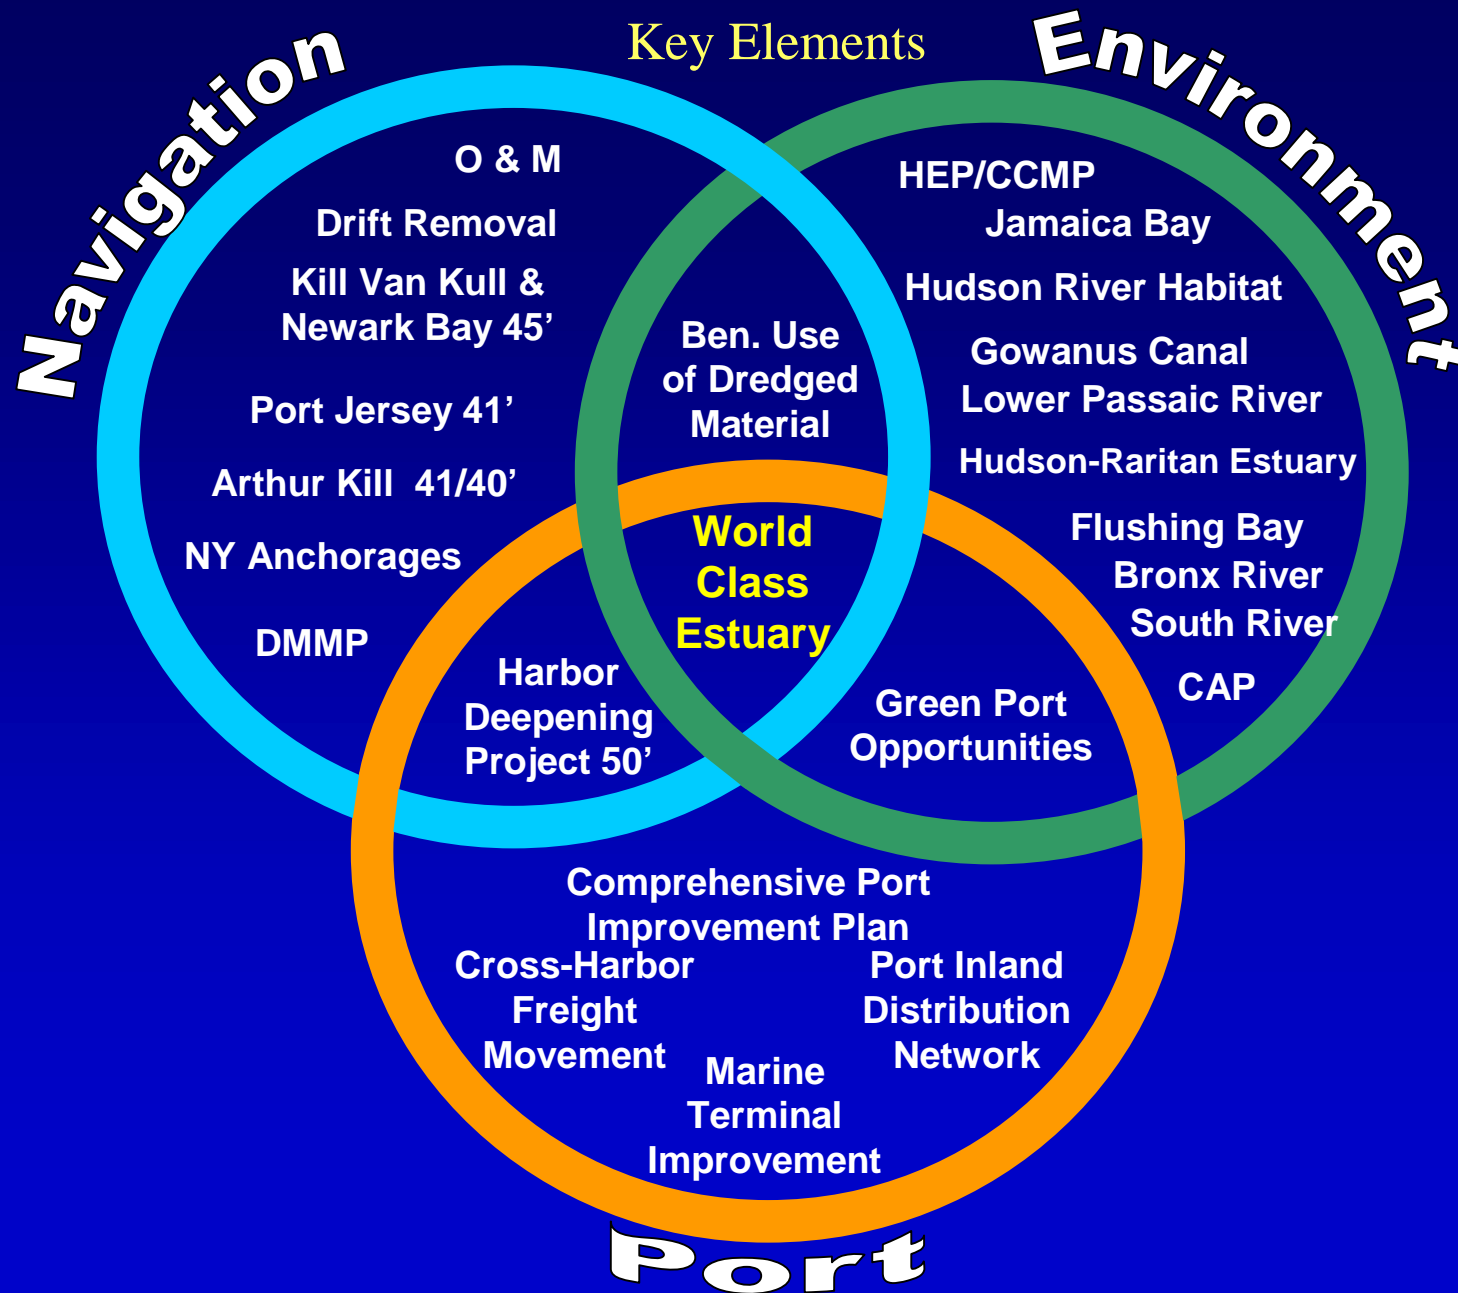 Key Elements
Navigation
Environment
O & M
Drift Removal
Kill Van Kull &
Newark Bay 45’
Port Jersey 41’
Arthur Kill  41/40’
NY Anchorages
DMMP
HEP/CCMP
Jamaica Bay
Hudson River Habitat
Gowanus Canal
Lower Passaic River
Hudson-Raritan Estuary
Flushing Bay
Bronx River
South River
CAP
Ben. Use
of Dredged
Material
World
Class
Estuary
Harbor
Deepening
Project 50’
Green Port
Opportunities
Comprehensive Port
Improvement Plan
Cross-Harbor
Freight
Movement
Port Inland
Distribution
Network
Marine
Terminal
Improvement
Port